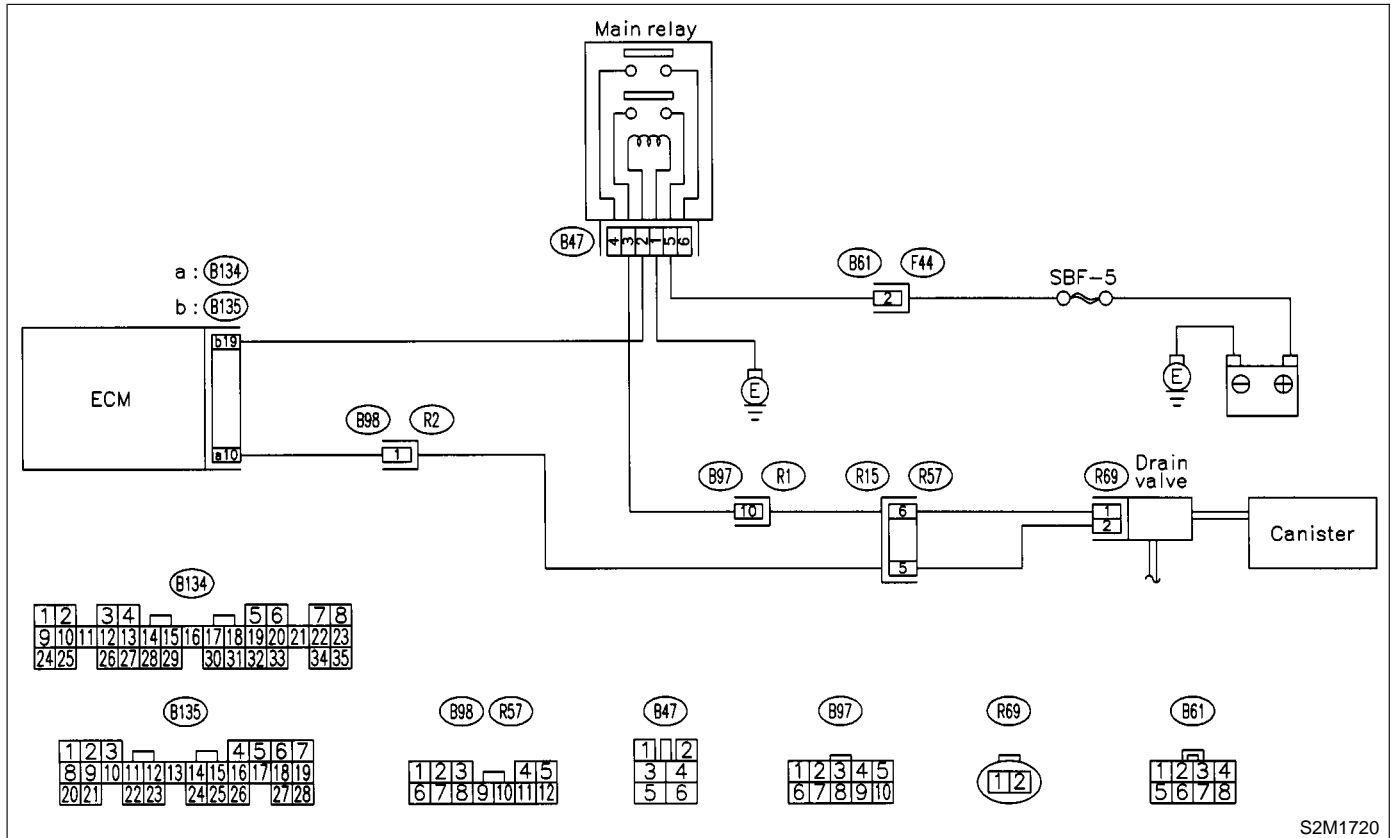 Main relay
B47
4 3 2 1 5 6
a : B134
b : B135
B61 F44
SBF-5
2
b19
ECM
E
E
⊖ ⊕
B98 R2
a10
1
B97 R1
R15 R57
R69
Drain
valve
10
6
1
2
Canister
5
B134
1 2 3 4 5 6 7 8
9 10 11 12 13 14 15 16 17 18 19 20 21 22 23
24 25 26 27 28 29 30 31 32 33 34 35
B135
1 2 3 4 5 6 7
8 9 10 11 12 13 14 15 16 17 18 19
20 21 22 23 24 25 26 27 28
B98 R57
1 2 3 4 5
6 7 8 9 10 11 12
B47
1 2
3 4
5 6
B97
1 2 3 4 5
6 7 8 9 10
R69
1 2
B61
1 2 3 4
5 6 7 8
S2M1720